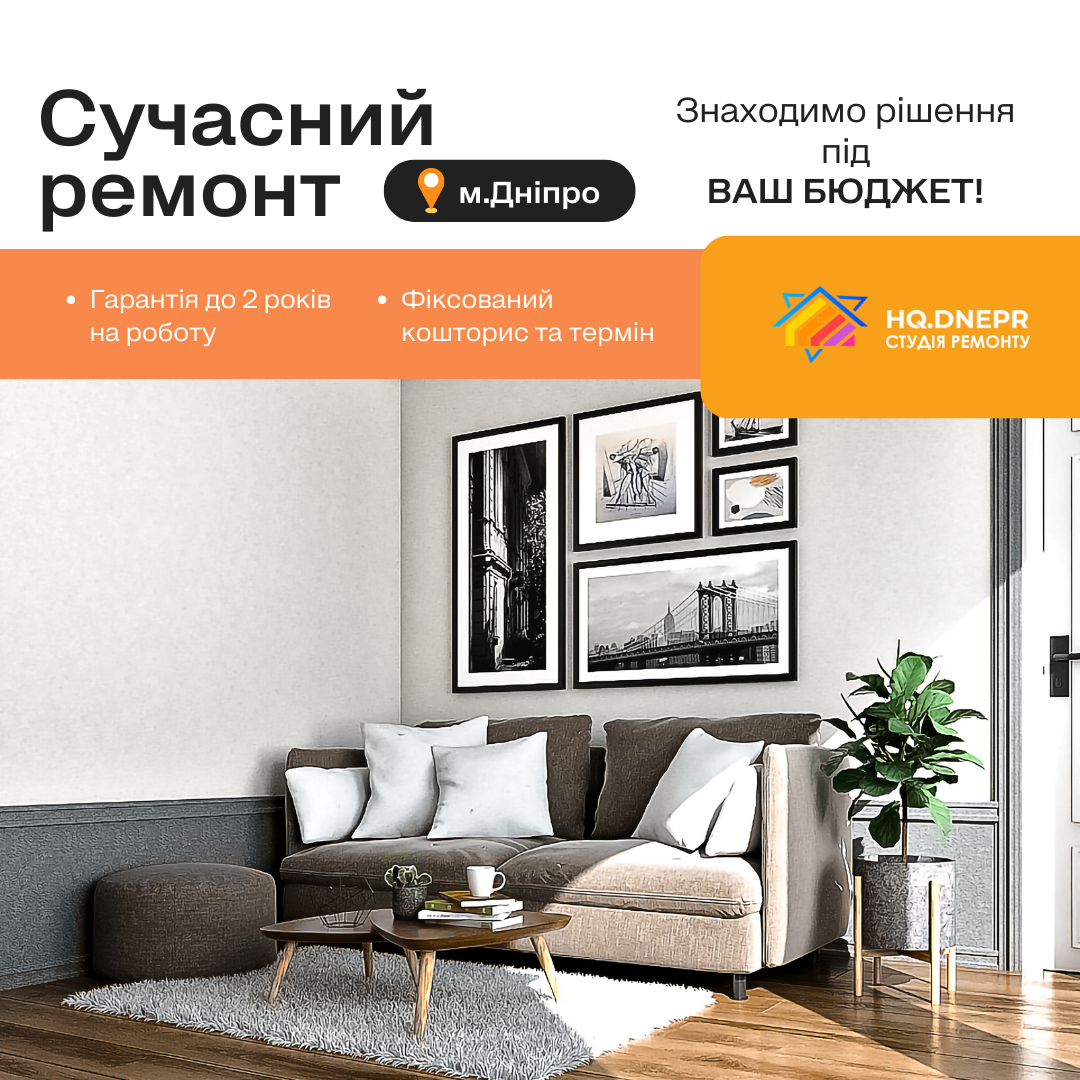 Сучасний
ремонт
м.Дніпро
Знаходимо рішення
під
ВАШ БЮДЖЕТ!
• Гарантія до 2 років
на роботу
• Фіксований
кошторис та термін
HQ.DNEPR
СТУДІЯ РЕМОНТУ